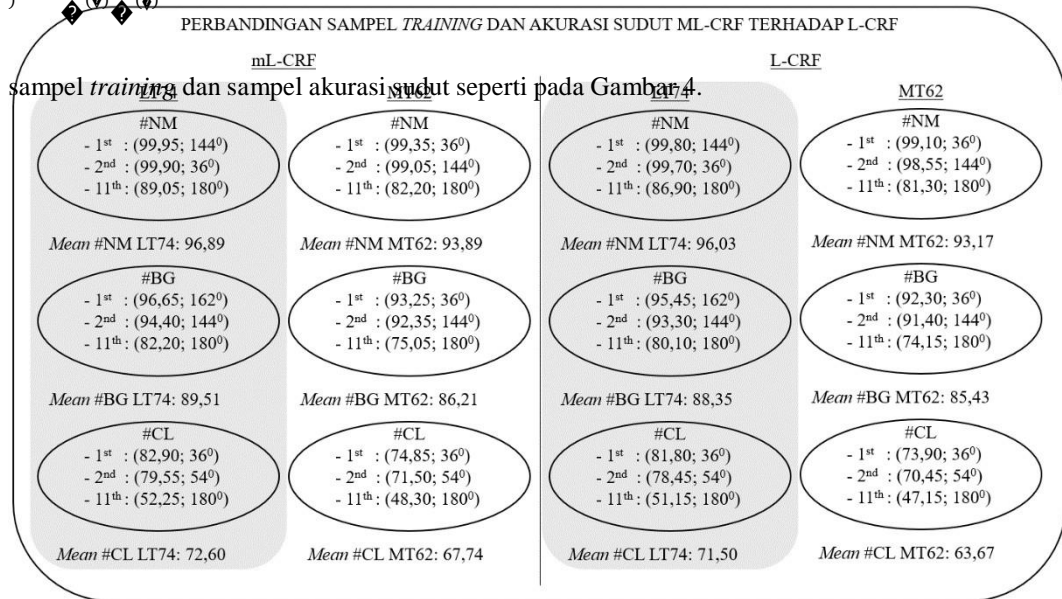 )
PERBANDINGAN SAMPEL TRAINING DAN AKURASI SUDUT ML-CRF TERHADAP L-CRF
mL-CRF
L-CRF
sampel training dan sampel akurasi sudut seperti pada Gambar 4.
LT74
#NM
- 1st : (99,95; 144⁰)
- 2nd : (99,90; 36⁰)
- 11th : (89,05; 180⁰)
Mean #NM LT74: 96,89
#BG
- 1st : (96,65; 162⁰)
- 2nd : (94,40; 144⁰)
- 11th : (82,20; 180⁰)
Mean #BG LT74: 89,51
#CL
- 1st : (82,90; 36⁰)
- 2nd : (79,55; 54⁰)
- 11th : (52,25; 180⁰)
Mean #CL LT74: 72,60
MT62
#NM
- 1st : (99,35; 36⁰)
- 2nd : (99,05; 144⁰)
- 11th : (82,20; 180⁰)
Mean #NM MT62: 93,89
#BG
- 1st : (93,25; 36⁰)
- 2nd : (92,35; 144⁰)
- 11th : (75,05; 180⁰)
Mean #BG MT62: 86,21
#CL
- 1st : (74,85; 36⁰)
- 2nd : (71,50; 54⁰)
- 11th : (48,30; 180⁰)
Mean #CL MT62: 67,74
LT74
#NM
- 1st : (99,80; 144⁰)
- 2nd : (99,70; 36⁰)
- 11th : (86,90; 180⁰)
Mean #NM LT74: 96,03
#BG
- 1st : (95,45; 162⁰)
- 2nd : (93,30; 144⁰)
- 11th : (80,10; 180⁰)
Mean #BG LT74: 88,35
#CL
- 1st : (81,80; 36⁰)
- 2nd : (78,45; 54⁰)
- 11th : (51,15; 180⁰)
Mean #CL LT74: 71,50
MT62
#NM
- 1st : (99,10; 36⁰)
- 2nd : (98,55; 144⁰)
- 11th : (81,30; 180⁰)
Mean #NM MT62: 93,17
#BG
- 1st : (92,30; 36⁰)
- 2nd : (91,40; 144⁰)
- 11th : (74,15; 180⁰)
Mean #BG MT62: 85,43
#CL
- 1st : (73,90; 36⁰)
- 2nd : (70,45; 54⁰)
- 11th : (47,15; 180⁰)
Mean #CL MT62: 63,67